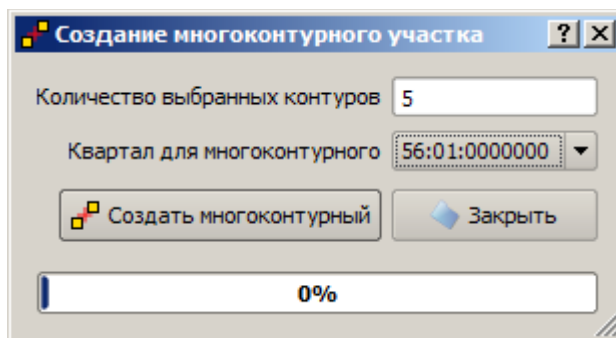 Создание многоконтурного участка ? X
Количество выбранных контуров 5
Квартал для многоконтурного 56:01:0000000
Создать многоконтурный Закрыть
0%